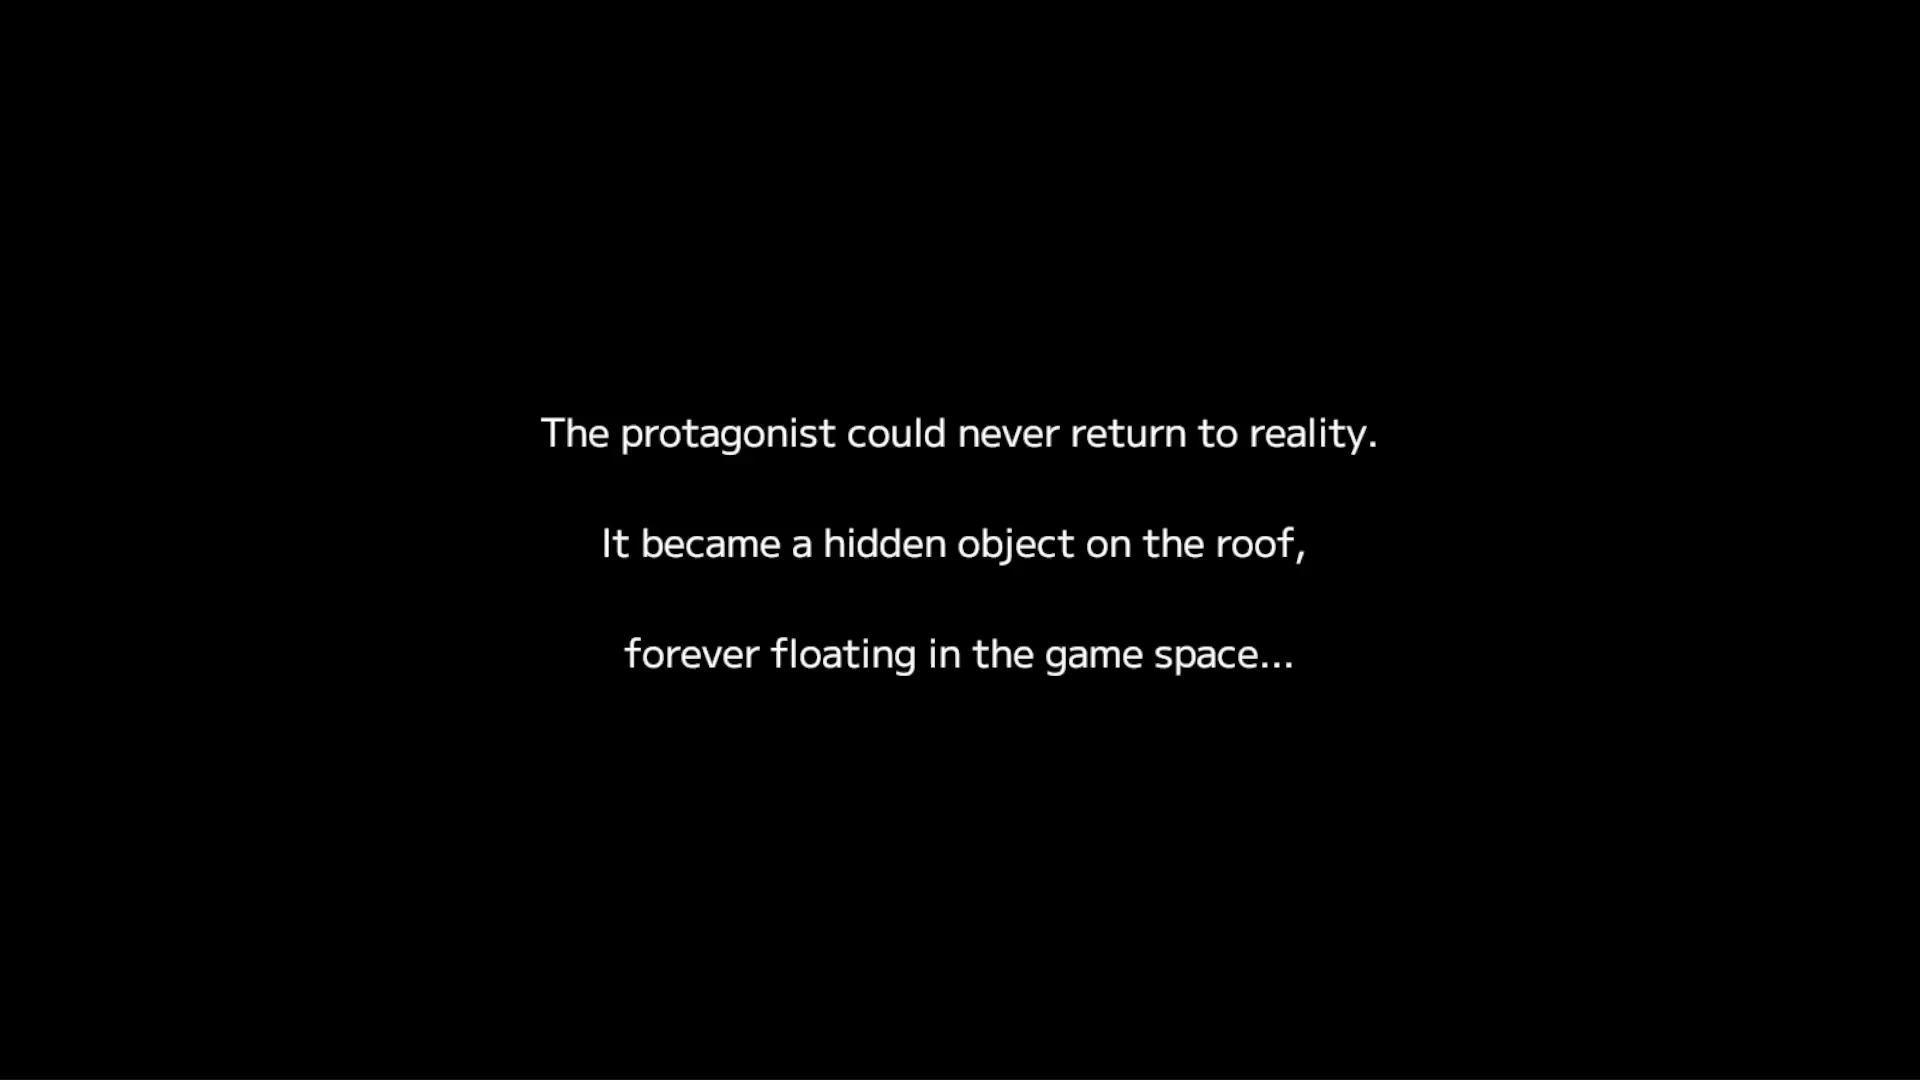 The protagonist could never return to reality.
It became a hidden object on the roof,
forever floating in the game space...